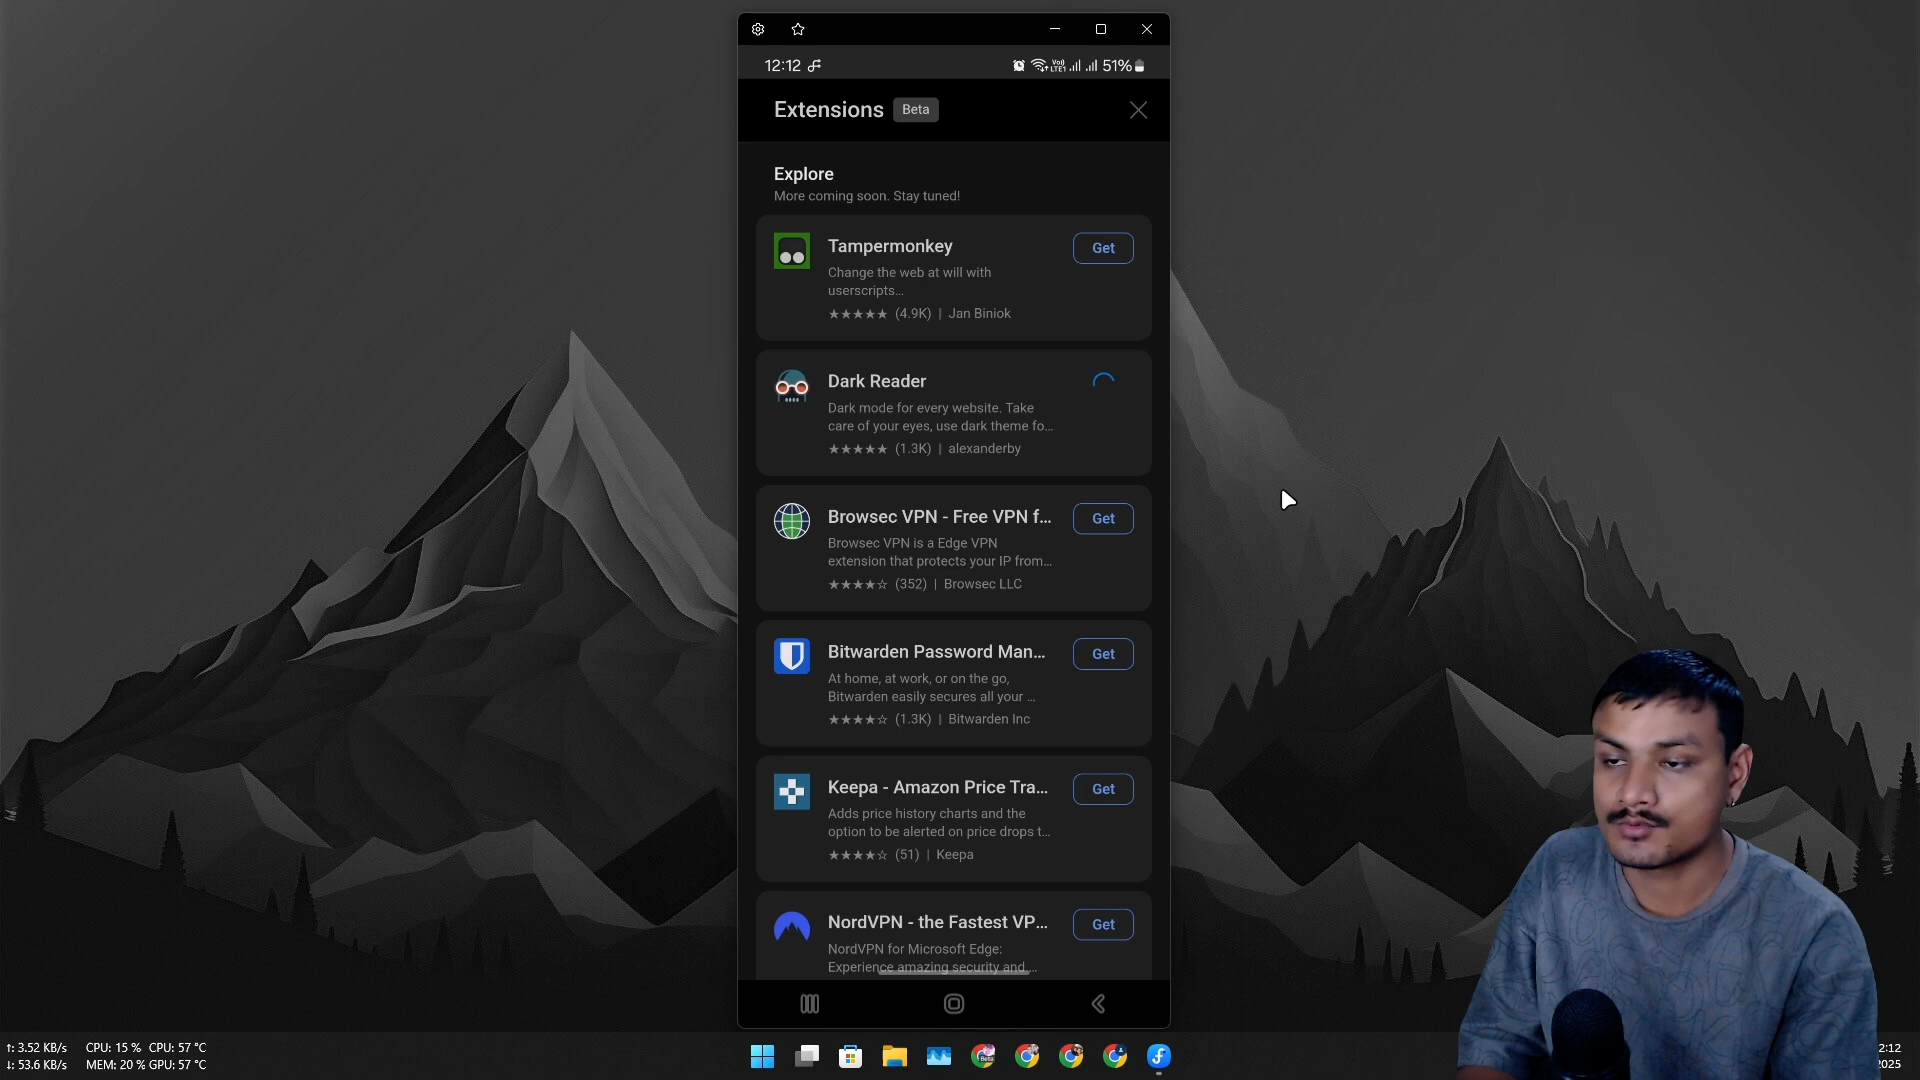 12:12
VoI)
LTE1
51%
Extensions
Beta
Explore
More coming soon. Stay tuned!
Tampermonkey
Get
Change the web at will with
userscripts...
★★★★★ (4.9K) | Jan Biniok
Dark Reader
Dark mode for every website. Take
care of your eyes, use dark theme fo...
★★★★★ (1.3K) | alexanderby
Browsec VPN - Free VPN f...
Get
Browsec VPN is a Edge VPN
extension that protects your IP from...
★★★★☆ (352) | Browsec LLC
Bitwarden Password Man...
Get
At home, at work, or on the go,
Bitwarden easily secures all your ...
★★★★☆ (1.3K) | Bitwarden Inc
Keepa - Amazon Price Tra...
Get
Adds price history charts and the
option to be alerted on price drops t...
★★★★☆ (51) | Keepa
NordVPN - the Fastest VP...
Get
NordVPN for Microsoft Edge:
Experience amazing security and...
↑: 3.52 KB/s CPU: 15 % CPU: 57 °C
↓: 53.6 KB/s MEM: 20 % GPU: 57 °C
Beta
2:12
2025